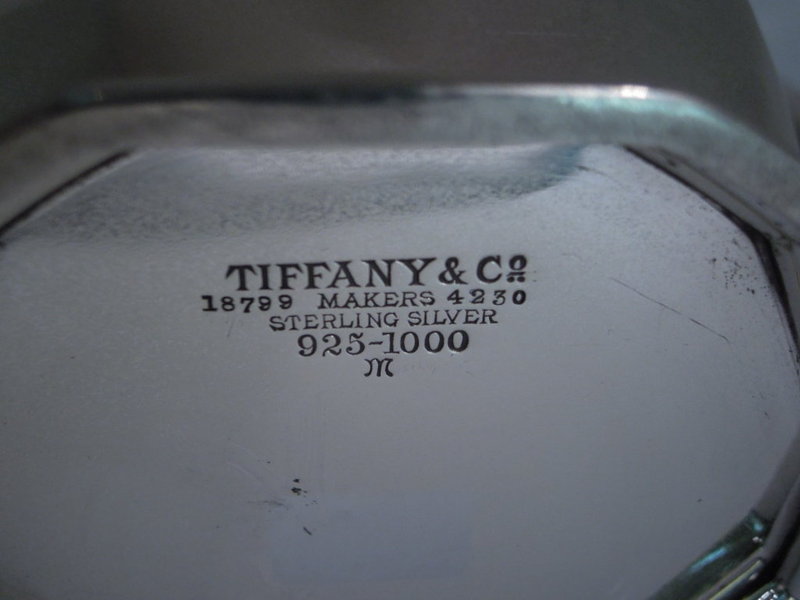 TIFFANY & Co
18799 MAKERS 4230
STERLING SILVER
925-1000
M